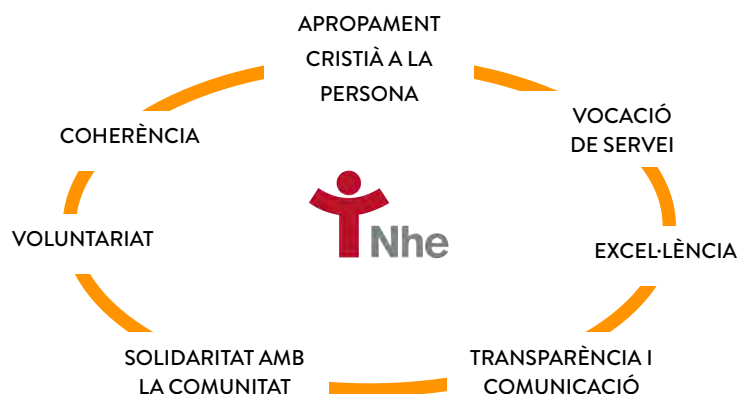 APROPAMENT
CRISTIÀ A LA
PERSONA
VOCACIÓ
DE SERVEI
COHERÈNCIA
VOLUNTARIAT
Nhe
EXCEL·LÈNCIA
SOLIDARITAT AMB
LA COMUNITAT
TRANSPARÈNCIA I
COMUNICACIÓ